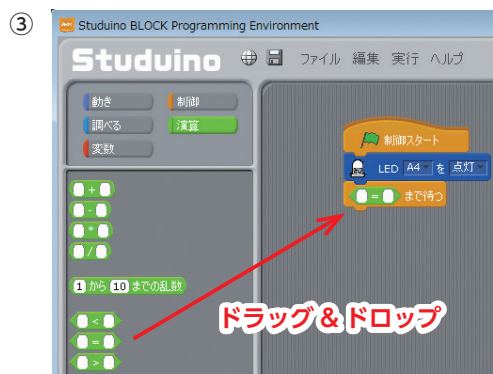 ③
Studuino BLOCK Programming Environment
Studuino ファイル 編集 実行 ヘルプ
動き 制御
調べる 演算
変数
制御スタート
LED A4 を 点灯
= まで待つ
+
-
*
/
1 から 10 までの乱数
<
=
>
ドラッグ & ドロップ